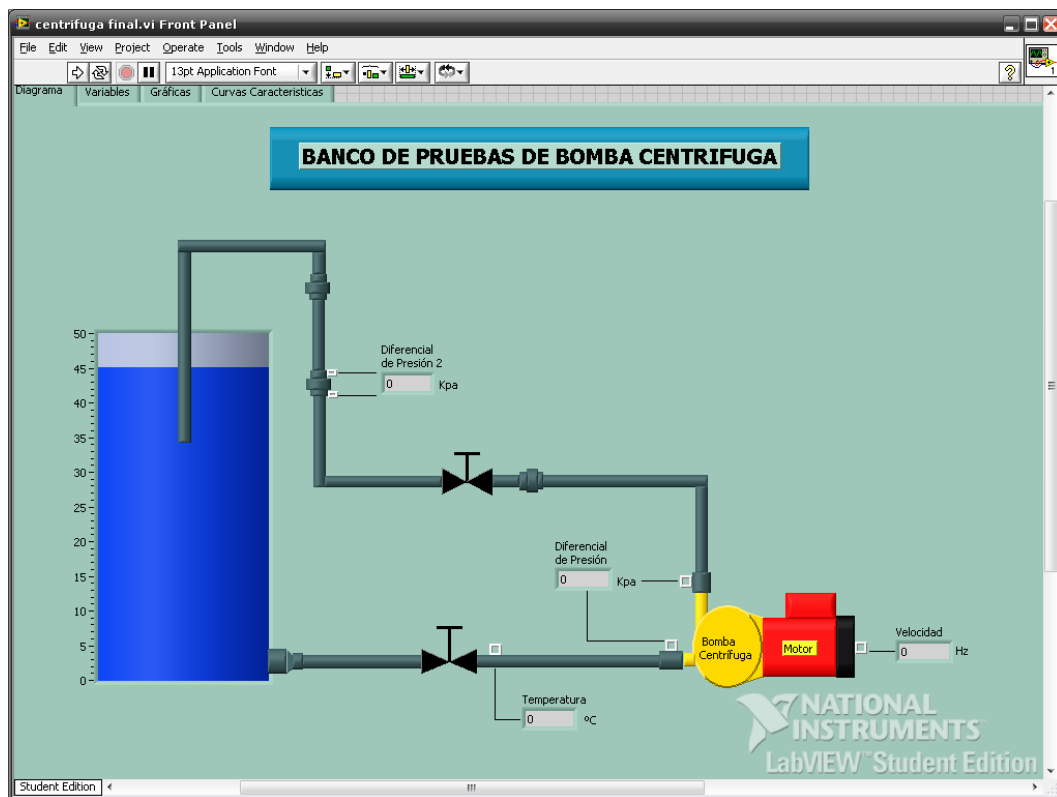 centrifuga final.vi Front Panel
File Edit View Project Operate Tools Window Help
13pt Application Font
1
Diagrama Variables Gráficas Curvas Caracteristicas
BANCO DE PRUEBAS DE BOMBA CENTRIFUGA
50
45
40
35
30
25
20
15
10
5
0
Diferencial
de Presión 2
0 Kpa
Diferencial
de Presión
0 Kpa
Bomba
Centrífuga
Motor
Velocidad
0 Hz
Temperatura
0 ºC
NATIONAL
INSTRUMENTS
LabVIEW™ Student Edition
Student Edition